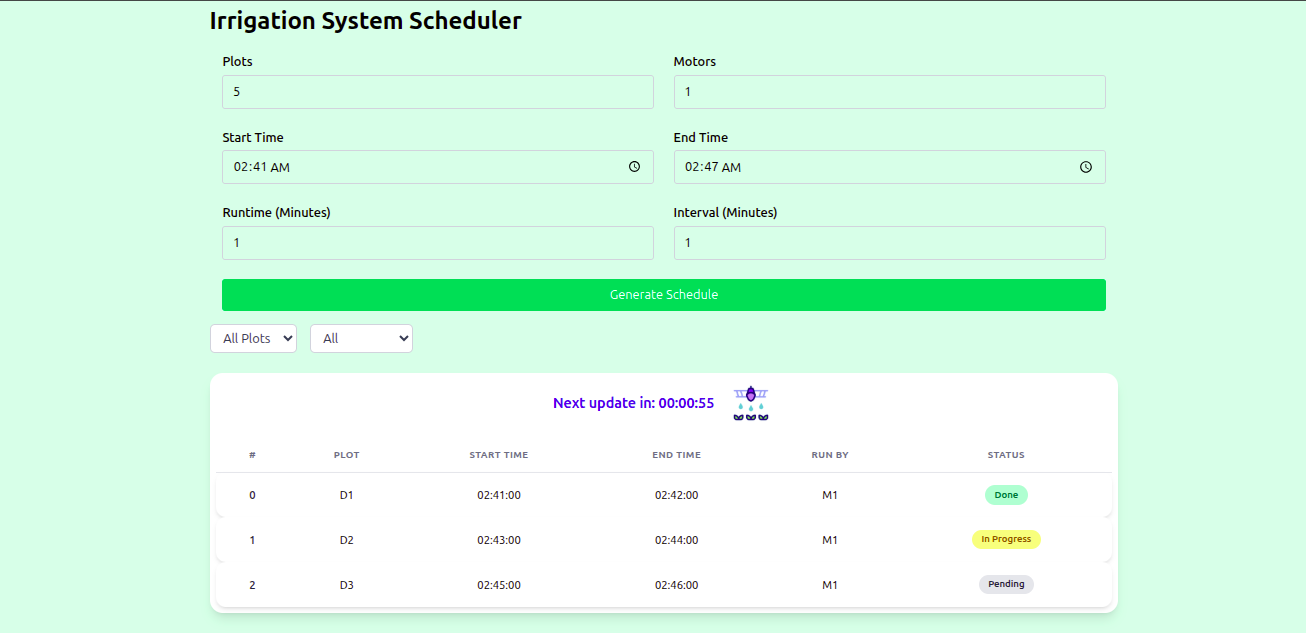 Irrigation System Scheduler
Plots Motors
5 1
Start Time End Time
02:41 AM 02:47 AM
Runtime (Minutes) Interval (Minutes)
1 1
Generate Schedule
All Plots All
Next update in: 00:00:55
# PLOT START TIME END TIME RUN BY STATUS
0 D1 02:41:00 02:42:00 M1 Done
1 D2 02:43:00 02:44:00 M1 In Progress
2 D3 02:45:00 02:46:00 M1 Pending